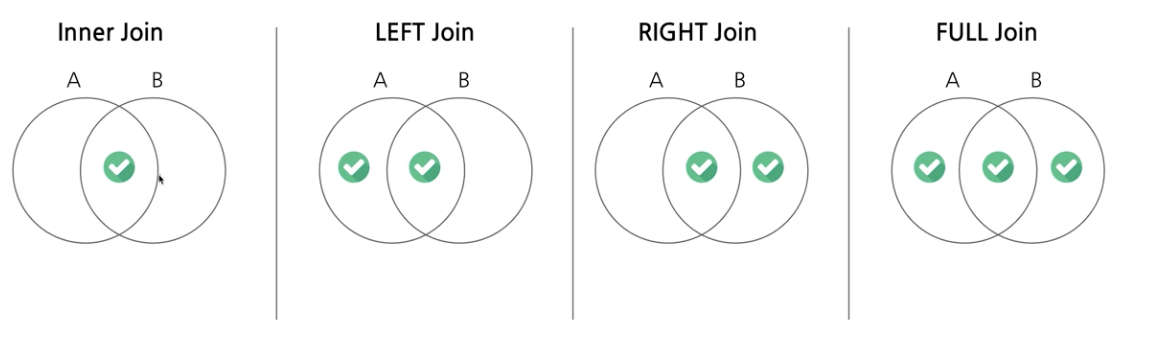 Inner Join
LEFT Join
RIGHT Join
FULL Join
A B
A B
A B
A B